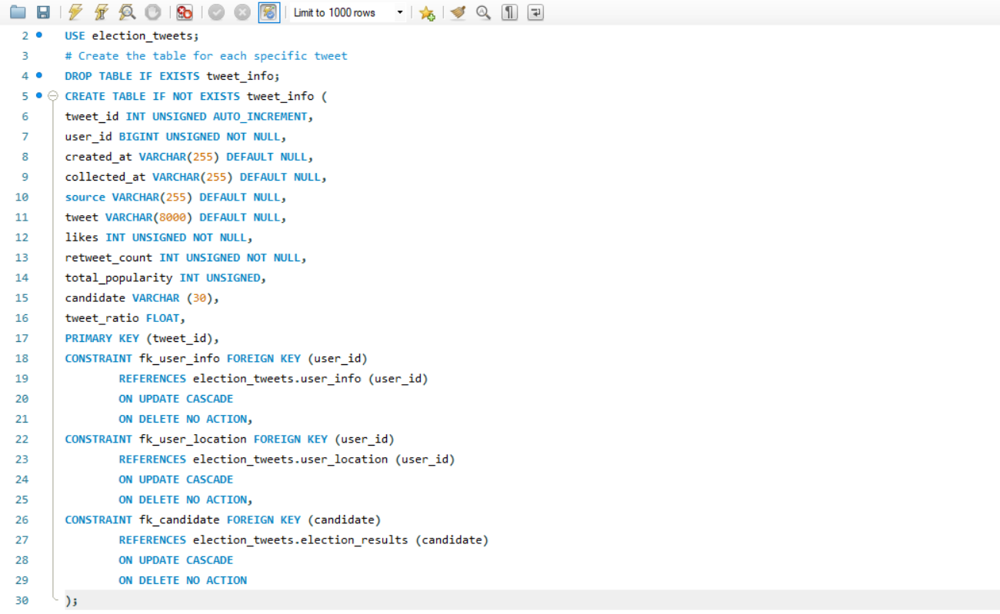 Limit to 1000 rows
2 USE election_tweets;
3 # Create the table for each specific tweet
4 DROP TABLE IF EXISTS tweet_info;
5 CREATE TABLE IF NOT EXISTS tweet_info (
6 tweet_id INT UNSIGNED AUTO_INCREMENT,
7 user_id BIGINT UNSIGNED NOT NULL,
8 created_at VARCHAR(255) DEFAULT NULL,
9 collected_at VARCHAR(255) DEFAULT NULL,
10 source VARCHAR(255) DEFAULT NULL,
11 tweet VARCHAR(8000) DEFAULT NULL,
12 likes INT UNSIGNED NOT NULL,
13 retweet_count INT UNSIGNED NOT NULL,
14 total_popularity INT UNSIGNED,
15 candidate VARCHAR (30),
16 tweet_ratio FLOAT,
17 PRIMARY KEY (tweet_id),
18 CONSTRAINT fk_user_info FOREIGN KEY (user_id)
19 REFERENCES election_tweets.user_info (user_id)
20 ON UPDATE CASCADE
21 ON DELETE NO ACTION,
22 CONSTRAINT fk_user_location FOREIGN KEY (user_id)
23 REFERENCES election_tweets.user_location (user_id)
24 ON UPDATE CASCADE
25 ON DELETE NO ACTION,
26 CONSTRAINT fk_candidate FOREIGN KEY (candidate)
27 REFERENCES election_tweets.election_results (candidate)
28 ON UPDATE CASCADE
29 ON DELETE NO ACTION
30 );